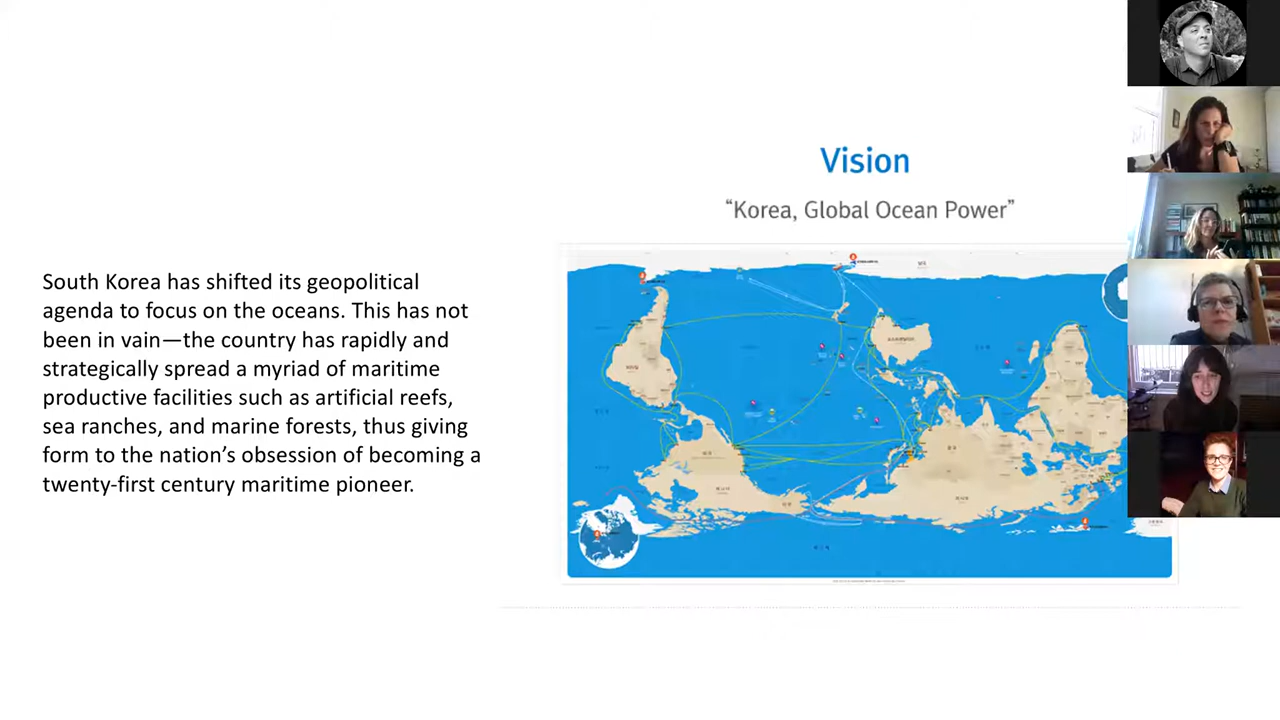 Vision
“Korea, Global Ocean Power”
South Korea has shifted its geopolitical
agenda to focus on the oceans. This has not
been in vain—the country has rapidly and
strategically spread a myriad of maritime
productive facilities such as artificial reefs,
sea ranches, and marine forests, thus giving
form to the nation’s obsession of becoming a
twenty-first century maritime pioneer.